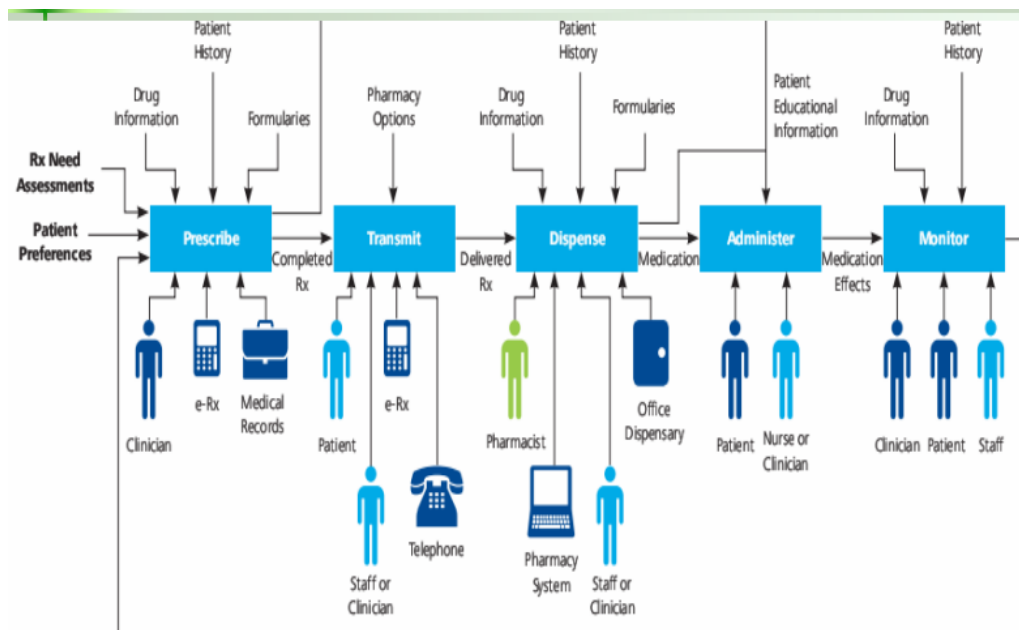 Patient
History
Patient
History
Patient
History
Drug
Information
Formularies
Pharmacy
Options
Drug
Information
Formularies
Patient
Educational
Information
Drug
Information
Rx Need
Assessments
Patient
Preferences
Prescribe
Transmit
Dispense
Administer
Monitor
Completed
Rx
Delivered
Rx
Medication
Medication
Effects
Clinician
e-Rx
Medical
Records
Patient
e-Rx
Pharmacist
Office
Dispensary
Patient
Nurse or
Clinician
Clinician
Patient
Staff
Staff or
Clinician
Telephone
Pharmacy
System
Staff or
Clinician